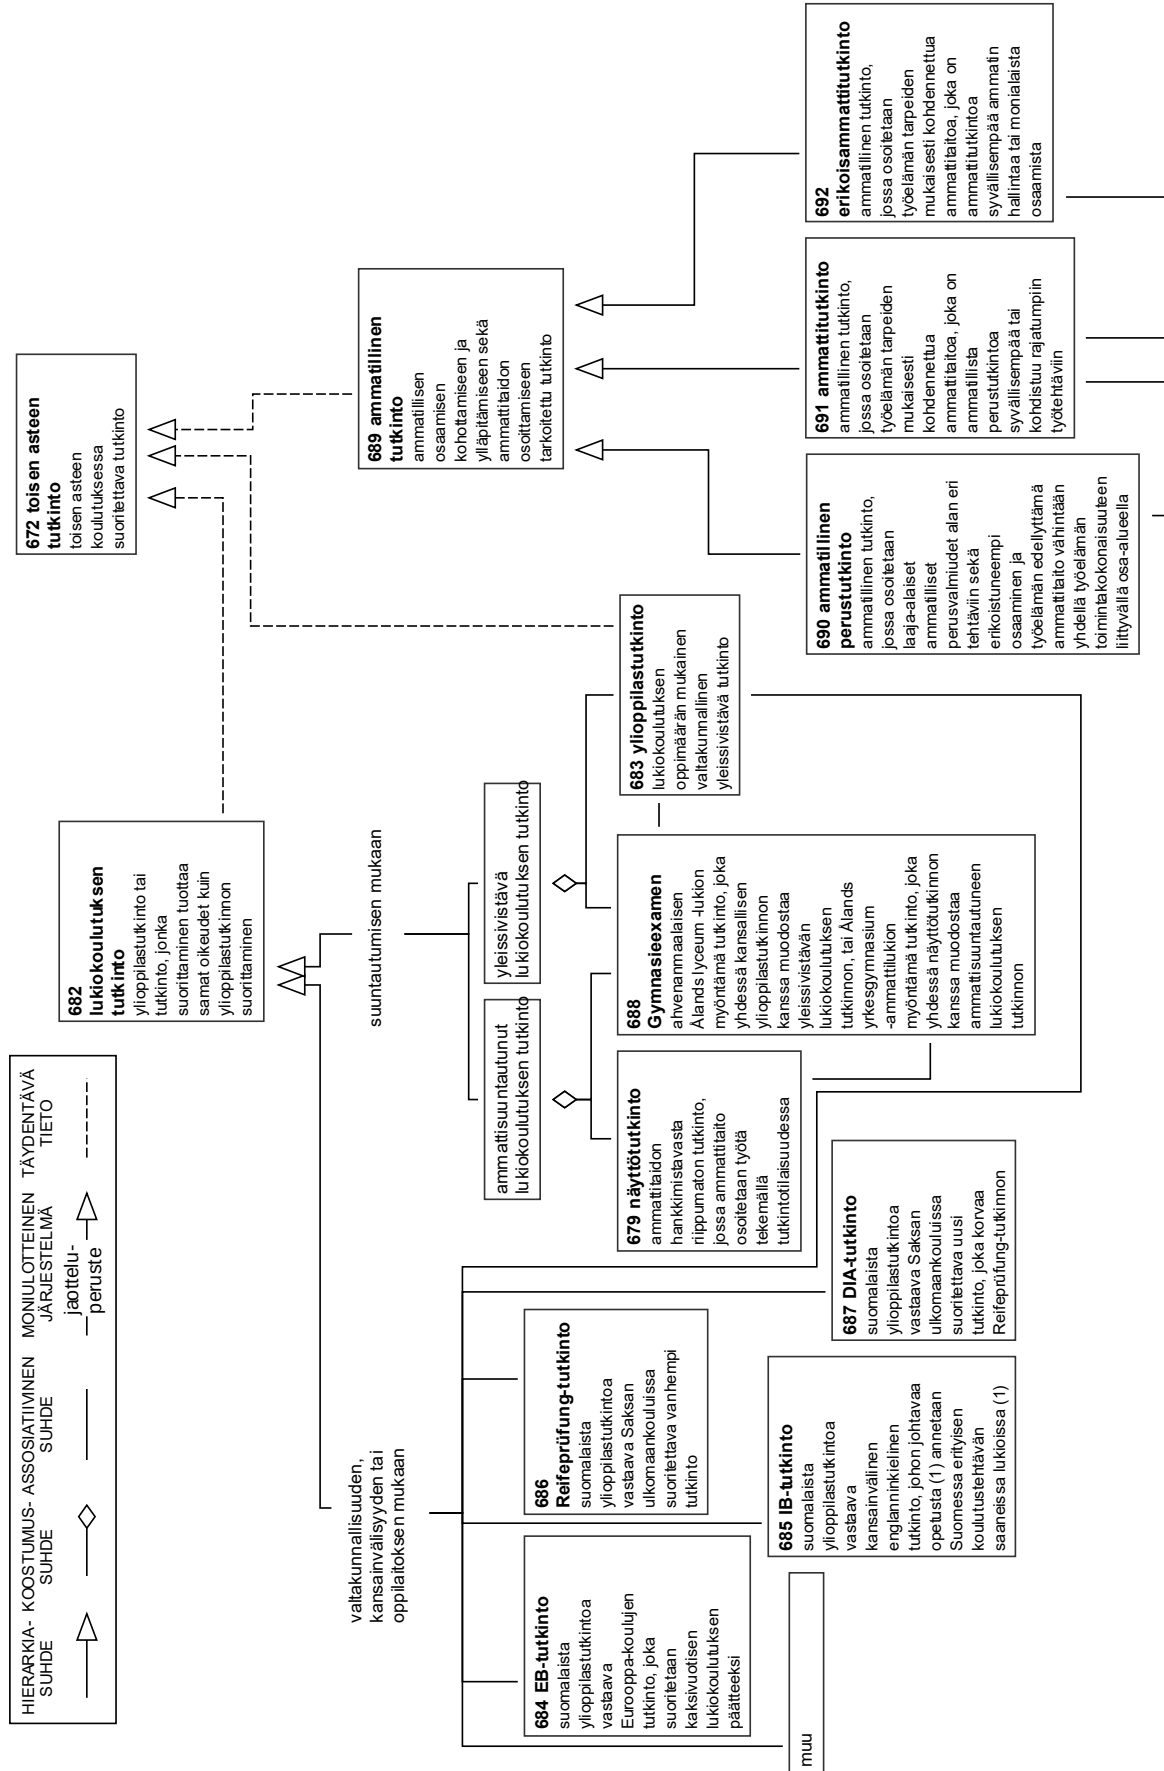 HIERARKIA- KOOSTUMUS- ASSOSIATIIVINEN MONIULOTTEINEN TÄYDENTÄVÄ
SUHDE SUHDE SUHDE JÄRJESTELMÄ TIETO
jaottelu-
peruste
672 toisen asteen
tutkinto
toisen asteen
koulutuksessa
suoritettava tutkinto
682
lukiokoulutuksen
tutkinto
ylioppilastutkinto tai
tutkinto, jonka
suorittaminen tuottaa
samat oikeudet kuin
ylioppilastutkinnon
suorittaminen
689 ammatillinen
tutkinto
ammatillisen
osaamisen
kohottamiseen ja
ylläpitämiseen sekä
ammattitaidon
osoittamiseen
tarkoitettu tutkinto
valtakunnallisuuden,
kansainvälisyyden tai
oppilaitoksen mukaan
suuntautumisen mukaan
ammattisuuntautunut
lukiokoulutuksen tutkinto
yleissivistävä
lukiokoulutuksen tutkinto
684 EB-tutkinto
suomalaista
ylioppilastutkintoa
vastaava
Eurooppa-koulujen
tutkinto, joka
suoritetaan
kaksivuotisen
lukiokoulutuksen
päätteeksi
686
Reifeprüfung-tutkinto
suomalaista
ylioppilastutkintoa
vastaava Saksan
ulkomaankouluissa
suoritettava vanhempi
tutkinto
679 näyttötutkinto
ammattitaidon
hankkimistavasta
riippumaton tutkinto,
jossa ammattitaito
osoitetaan työtä
tekemällä
tutkintotilaisuudessa
688
Gymnasieexamen
ahvenanmaalaisen
Ålands lyceum -lukion
myöntämä tutkinto, joka
yhdessä kansallisen
ylioppilastutkinnon
kanssa muodostaa
yleissivistävän
lukiokoulutuksen
tutkinnon, tai Ålands
yrkesgymnasium
-ammattilukion
myöntämä tutkinto, joka
yhdessä näyttötutkinnon
kanssa muodostaa
ammattisuuntautuneen
lukiokoulutuksen
tutkinnon
683 ylioppilastutkinto
lukiokoulutuksen
oppimäärän mukainen
valtakunnallinen
yleissivistävä tutkinto
muu
685 IB-tutkinto
suomalaista
ylioppilastutkintoa
vastaava
kansainvälinen
englanninkielinen
tutkinto, johon johtavaa
opetusta (1) annetaan
Suomessa erityisen
koulutustehtävän
saaneissa lukioissa (1)
687 DIA-tutkinto
suomalaista
ylioppilastutkintoa
vastaava Saksan
ulkomaankouluissa
suoritettava uusi
tutkinto, joka korvaa
Reifeprüfung-tutkinnon
690 ammatillinen
perustutkinto
ammatillinen tutkinto,
jossa osoitetaan
laaja-alaiset
ammatilliset
perusvalmiudet alan eri
tehtäviin sekä
erikoistuneempi
osaaminen ja
työelämän edellyttämä
ammattitaito vähintään
yhdellä työelämän
toimintakokonaisuuteen
liittyvällä osa-alueella
691 ammattitutkinto
ammatillinen tutkinto,
jossa osoitetaan
työelämän tarpeiden
mukaisesti
kohdennettua
ammattitaitoa, joka on
ammatillista
perustutkintoa
syvällisempää tai
kohdistuu rajatumpiin
työtehtäviin
692
erikoisammattitutkinto
ammatillinen tutkinto,
jossa osoitetaan
työelämän tarpeiden
mukaisesti kohdennettua
ammattitaitoa, joka on
ammattitutkintoa
syvällisempää ammatin
hallintaa tai monialaista
osaamista